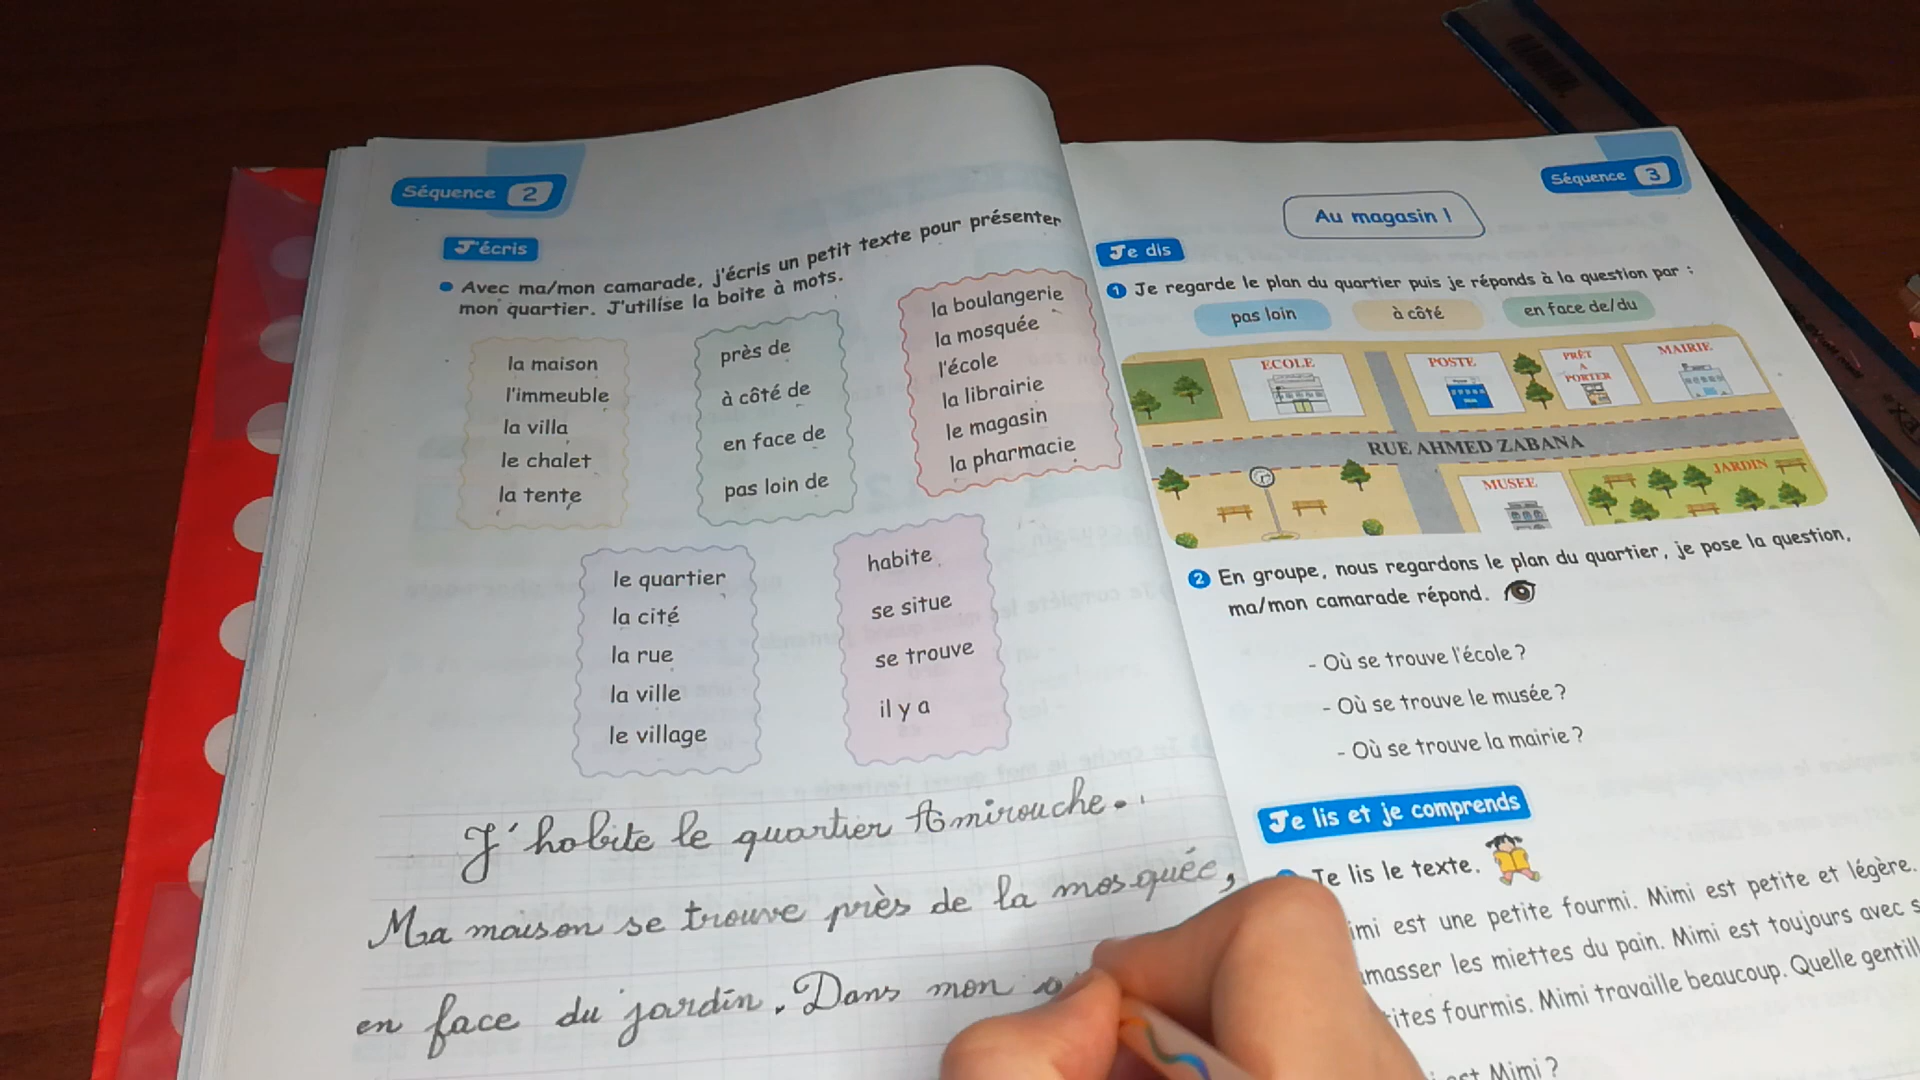 Séquence 2
J'écris
Avec ma/mon camarade, j'écris un petit texte pour présenter
mon quartier. J'utilise la boite à mots.
la maison
l'immeuble
la villa
le chalet
la tente
près de
à côté de
en face de
pas loin de
la boulangerie
la mosquée
l'école
la librairie
le magasin
la pharmacie
le quartier
la cité
la rue
la ville
le village
habite
se situe
se trouve
il y a
J'habite le quartier Amirouche.
Ma maison se trouve près de la mosquée,
en face du jardin. Dans mon
Séquence 3
Au magasin !
Je dis
1 Je regarde le plan du quartier puis je réponds à la question par :
pas loin
à côté
en face de/du
ECOLE
POSTE
PRÊT
A
PORTER
MAIRIE
RUE AHMED ZABANA
MUSEE
JARDIN
2 En groupe, nous regardons le plan du quartier, je pose la question,
ma/mon camarade répond.
- Où se trouve l'école ?
- Où se trouve le musée ?
- Où se trouve la mairie ?
Je lis et je comprends
Je lis le texte.
est une petite fourmi. Mimi est petite et légère.
les miettes du pain. Mimi est toujours avec
fourmis. Mimi travaille beaucoup. Quelle
Mimi ?